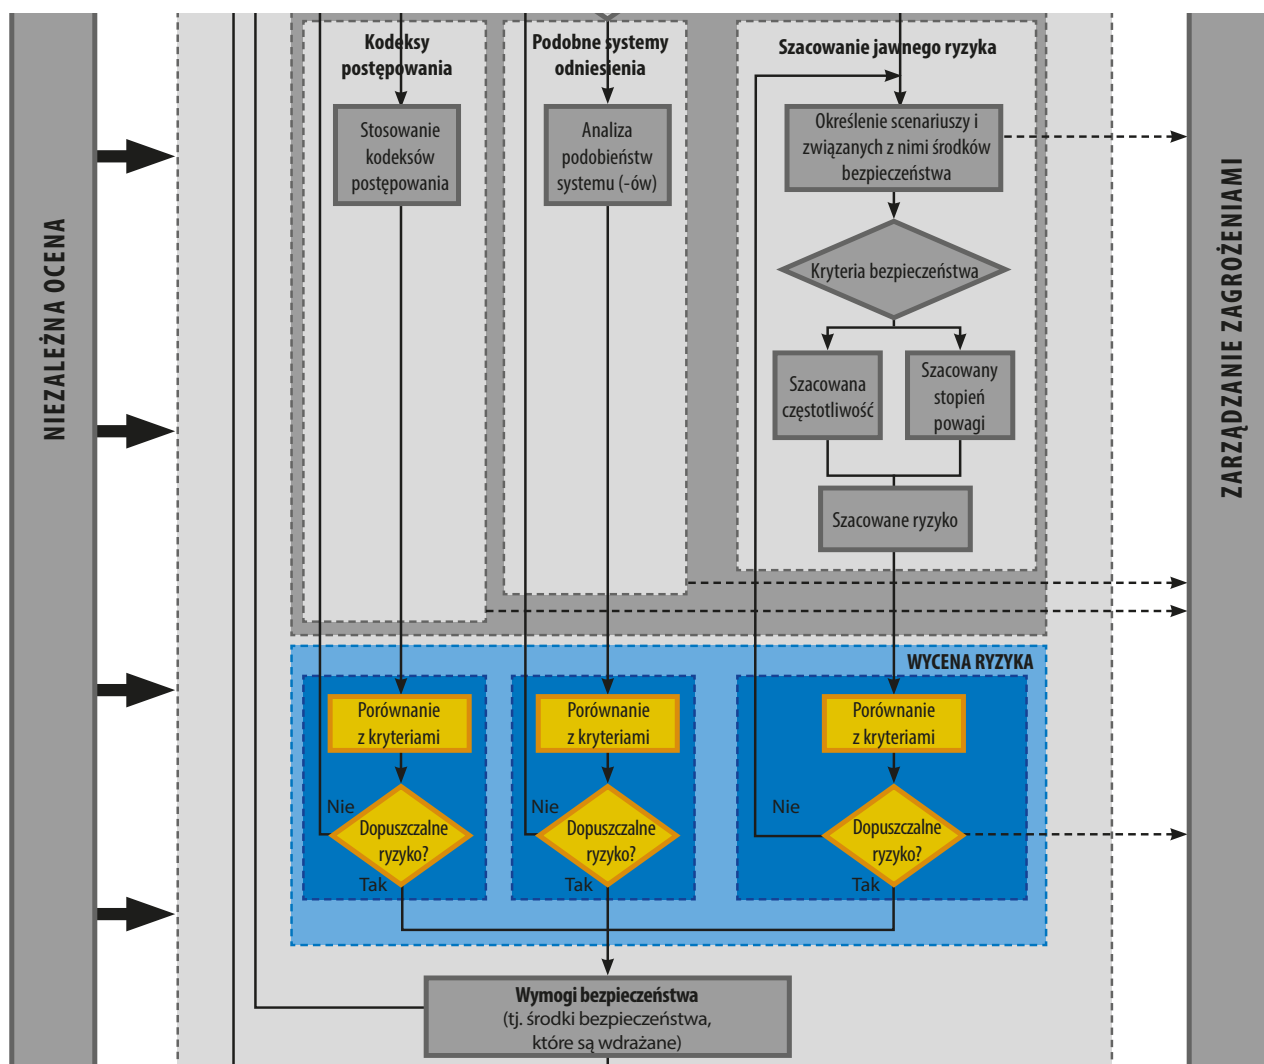 NIEZALEŻNA OCENA
Kodeksy
postępowania
Stosowanie
kodeksów
postępowania
Podobne systemy
odniesienia
Analiza
podobieństw
systemu (-ów)
Szacowanie jawnego ryzyka
Określenie scenariuszy i
związanych z nimi środków
bezpieczeństwa
Kryteria bezpieczeństwa
Szacowana
częstotliwość
Szacowany
stopień
powagi
Szacowane ryzyko
WYCENA RYZYKA
Porównanie
z kryteriami
Nie
Dopuszczalne
ryzyko?
Tak
Porównanie
z kryteriami
Nie
Dopuszczalne
ryzyko?
Tak
Porównanie
z kryteriami
Nie
Dopuszczalne
ryzyko?
Tak
Wymogi bezpieczeństwa
(tj. środki bezpieczeństwa,
które są wdrażane)
ZARZĄDZANIE ZAGROŻENIAMI